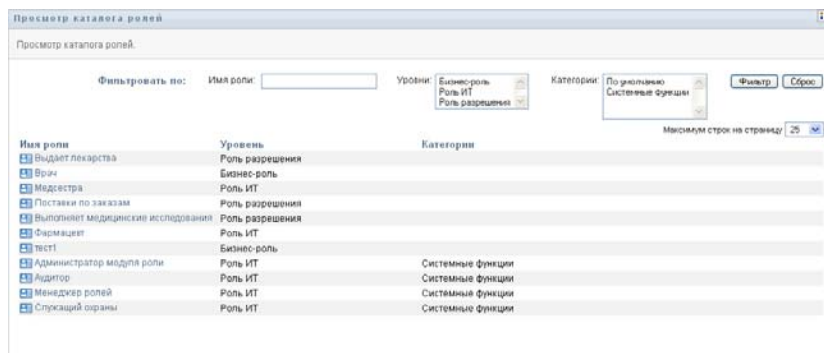 Просмотр каталога ролей
Просмотр каталога ролей.
Фильтровать по: Имя роли: Уровни: Бизнес-роль Роль ИТ Роль разрешения Категории: По умолчанию Системные функции Фильтр Сброс
Максимум строк на страницу 25
Имя роли Уровень Категории
Выдает лекарства Роль разрешения
Врач Бизнес-роль
Медсестра Роль ИТ
Поставки по заказам Роль разрешения
Выполняет медицинские исследования Роль разрешения
Фармацевт Роль ИТ
тест1 Бизнес-роль
Администратор модуля роли Роль ИТ Системные функции
Аудитор Роль ИТ Системные функции
Менеджер ролей Роль ИТ Системные функции
Служащий охраны Роль ИТ Системные функции